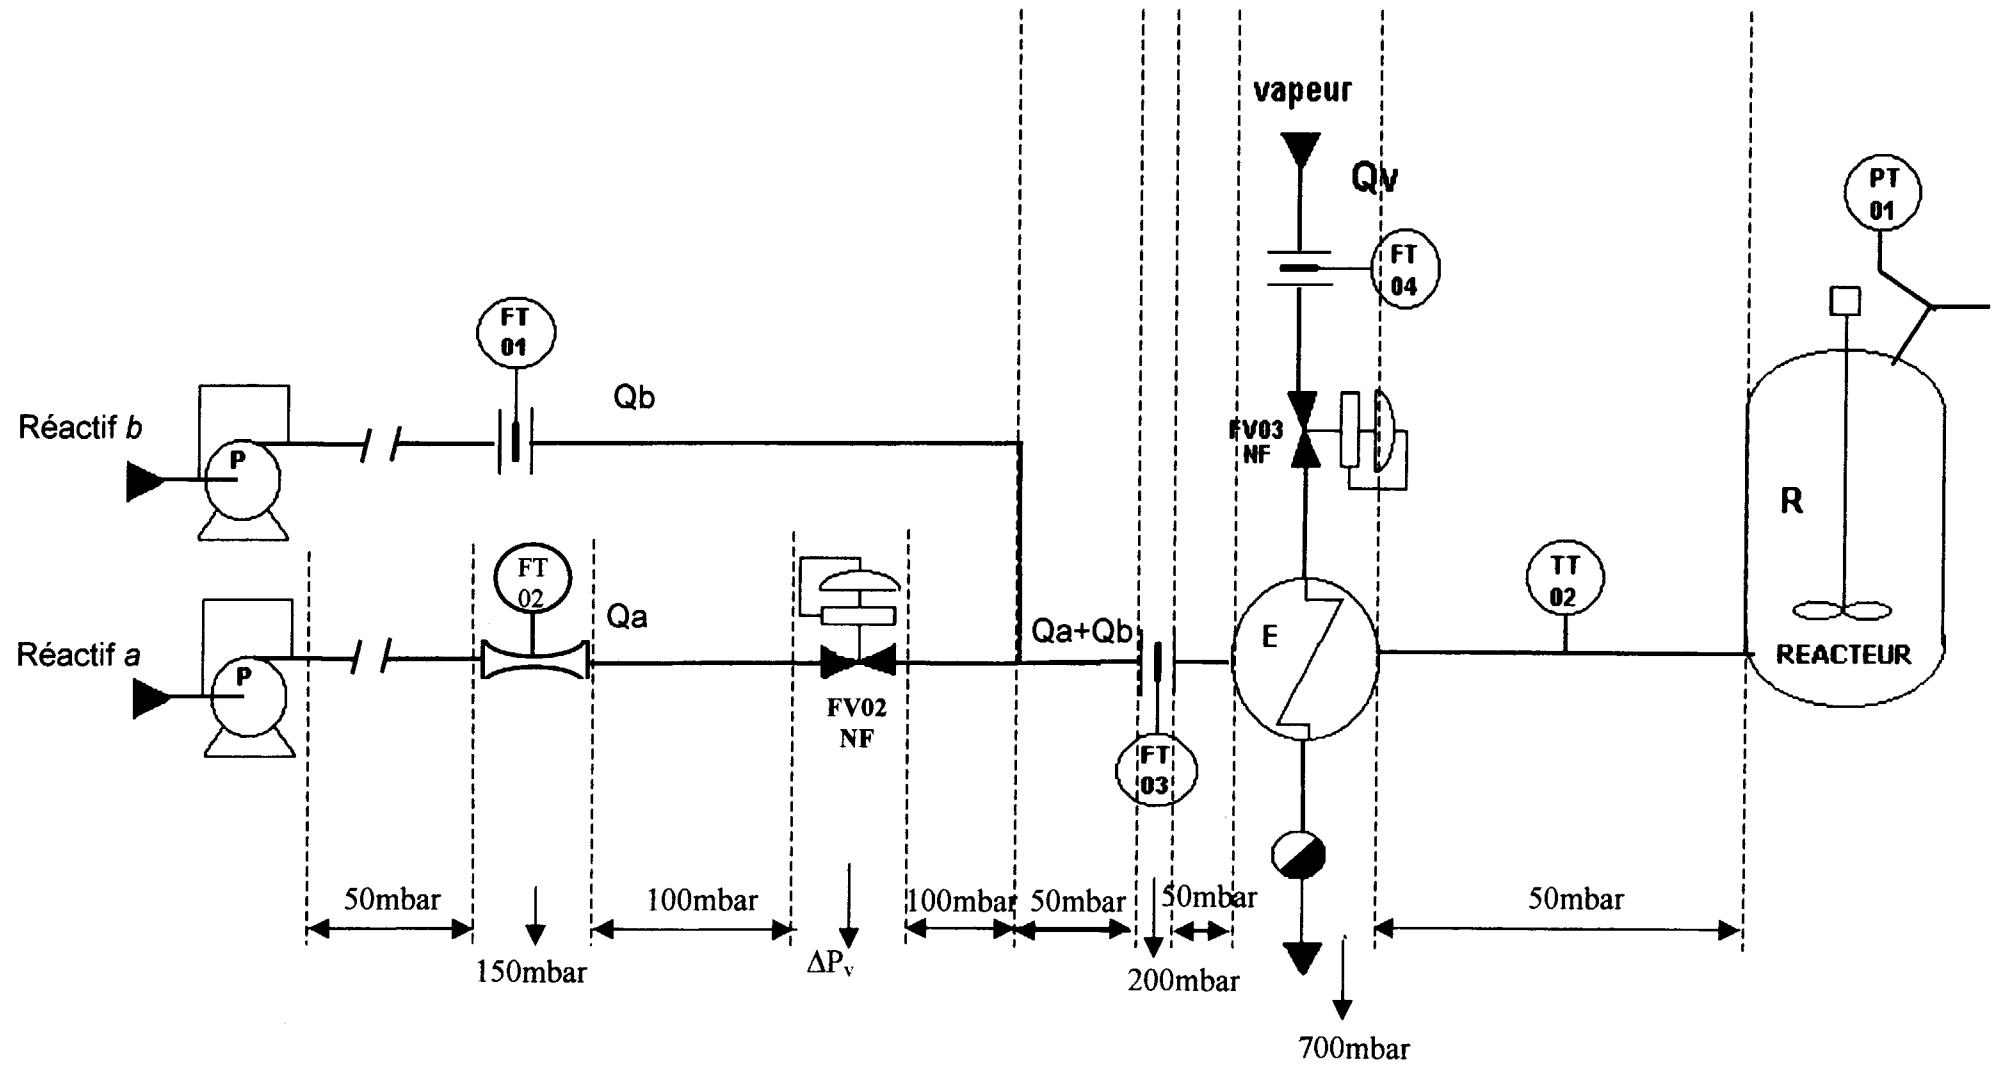 vapeur
Qv
PT
01
FT
04
FT
01
Qb
Réactif b
P
FV03
NF
R
TT
02
FT
02
Qa
Réactif a
P
Qa+Qb
E
REACTEUR
FV02
NF
FT
03
50mbar
100mbar
100mbar
50mbar
50mbar
50mbar
150mbar
ΔPv
200mbar
700mbar